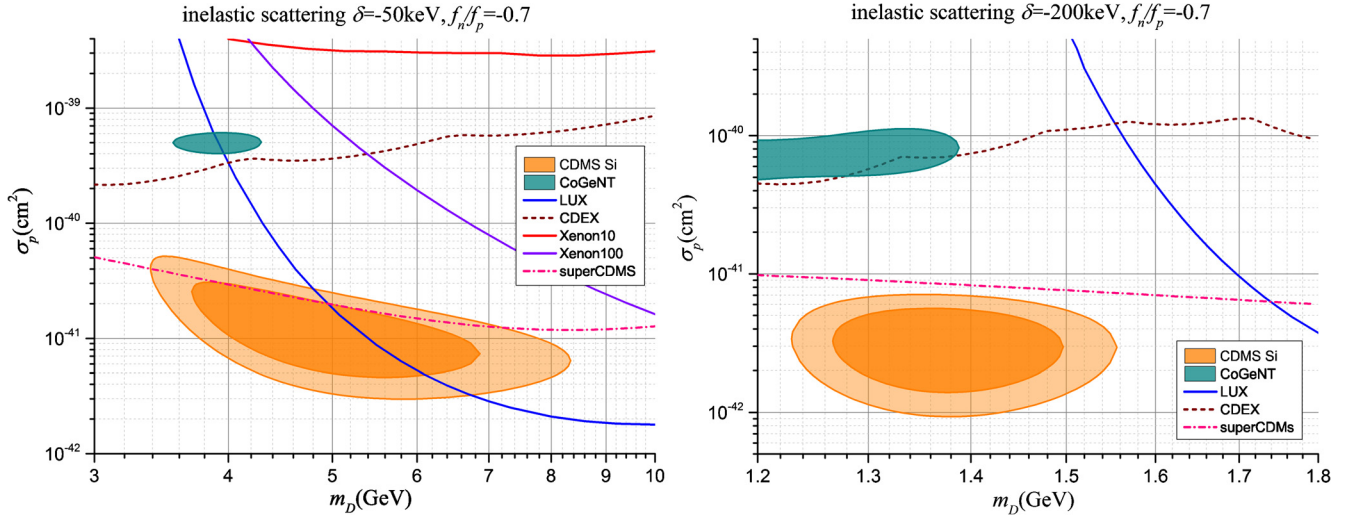 inelastic scattering δ=-50keV, fₙ/fₚ=-0.7
σₚ(cm²)
10⁻³⁹
10⁻⁴⁰
10⁻⁴¹
10⁻⁴²
CDMS Si
CoGeNT
LUX
CDEX
Xenon10
Xenon100
superCDMS
3 4 5 6 7 8 9 10
m_D(GeV)
inelastic scattering δ=-200keV, fₙ/fₚ=-0.7
σₚ(cm²)
10⁻⁴⁰
10⁻⁴¹
10⁻⁴²
CDMS Si
CoGeNT
LUX
CDEX
superCDMs
1.2 1.3 1.4 1.5 1.6 1.7 1.8
m_D(GeV)